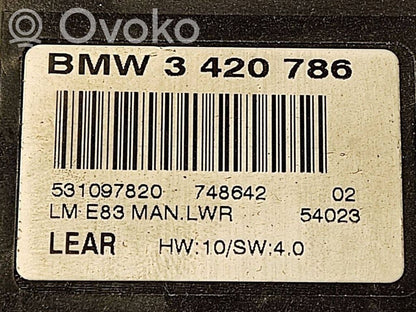 Ovoko
BMW 3 420 786
531097820 748642 02
LM E83 MAN.LWR 54023
LEAR HW:10/SW:4.0